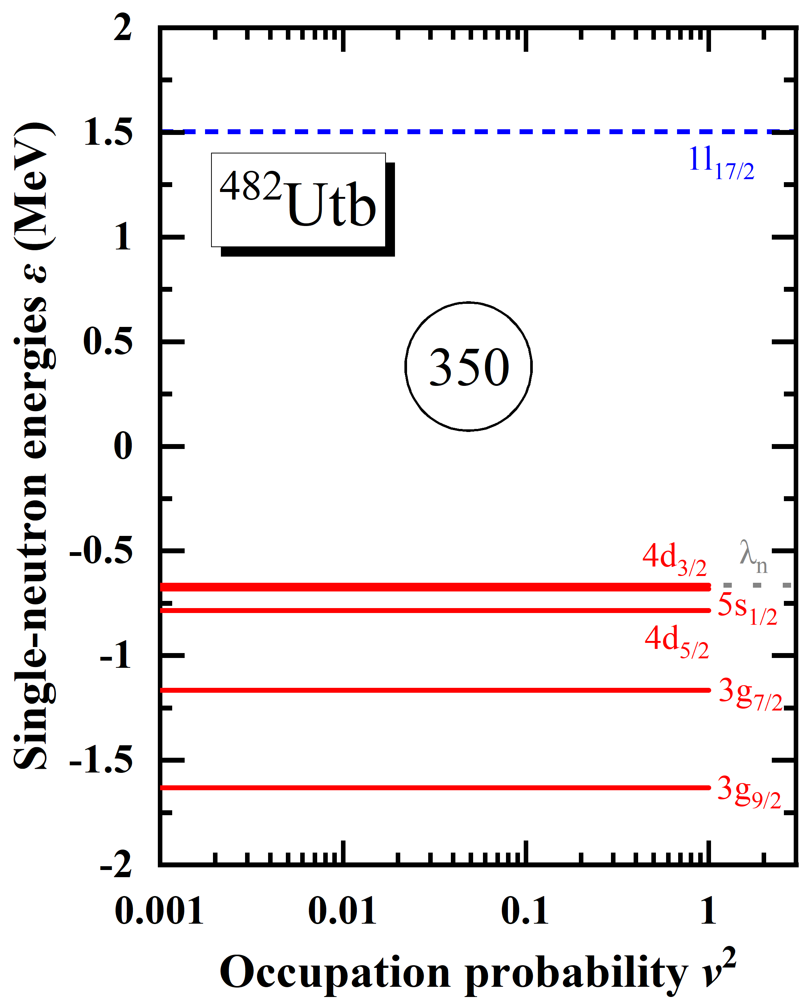 Single-neutron energies ε (MeV)
2
1.5
1
0.5
0
-0.5
-1
-1.5
-2
1l17/2
482Utb
350
4d3/2
λn
5s1/2
4d5/2
3g7/2
3g9/2
0.001 0.01 0.1 1
Occupation probability v2